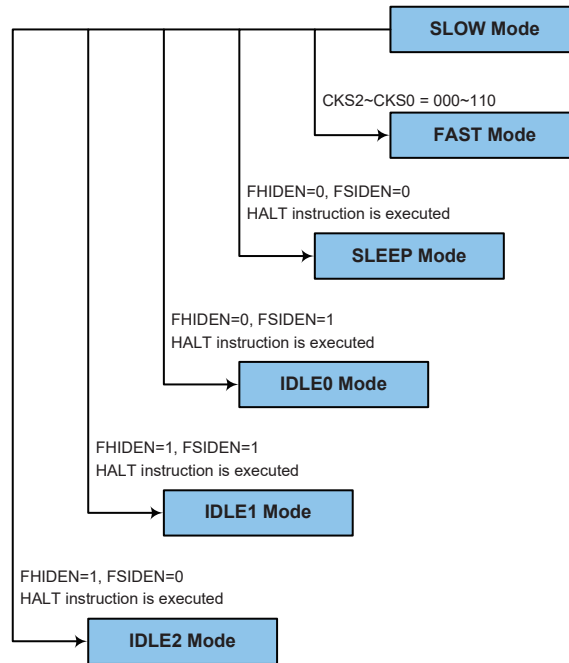 SLOW Mode
CKS2~CKS0 = 000~110
FAST Mode
FHIDEN=0, FSIDEN=0
HALT instruction is executed
SLEEP Mode
FHIDEN=0, FSIDEN=1
HALT instruction is executed
IDLE0 Mode
FHIDEN=1, FSIDEN=1
HALT instruction is executed
IDLE1 Mode
FHIDEN=1, FSIDEN=0
HALT instruction is executed
IDLE2 Mode